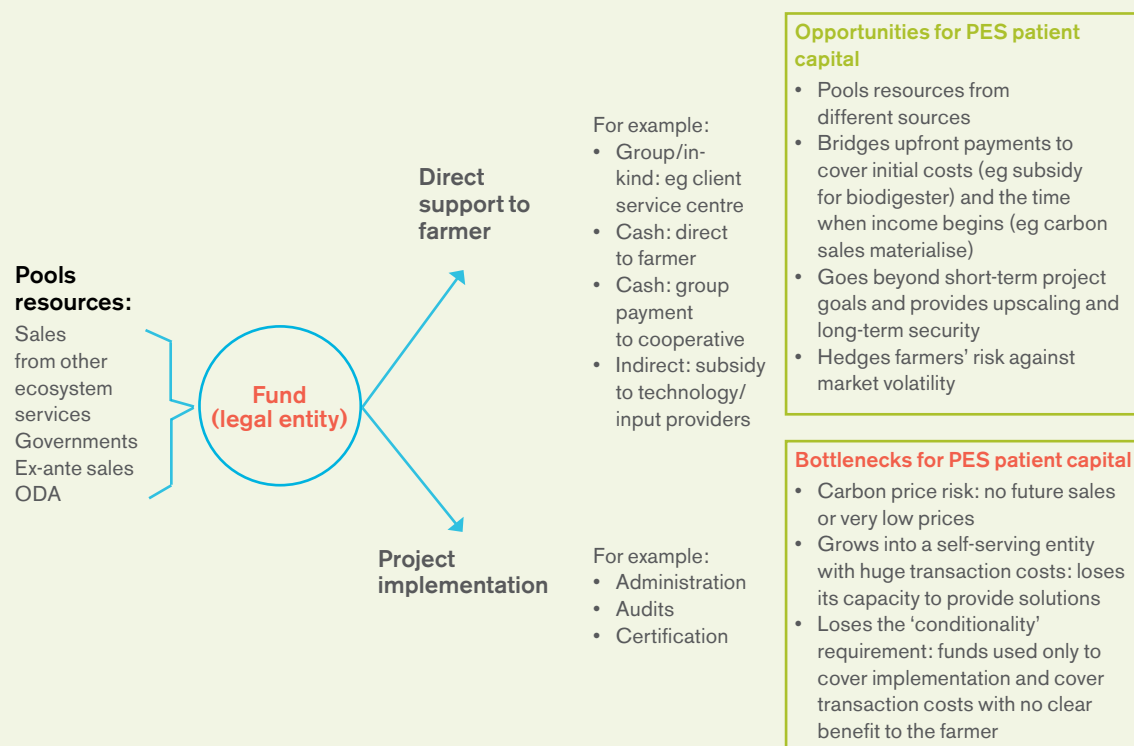 Pools
resources:
Sales
from other
ecosystem
services
Governments
Ex-ante sales
ODA
Fund
(legal entity)
Direct
support to
farmer
For example:
• Group/in-
kind: eg client
service centre
• Cash: direct
to farmer
• Cash: group
payment
to cooperative
• Indirect: subsidy
to technology/
input providers
Project
implementation
For example:
• Administration
• Audits
• Certification
Opportunities for PES patient
capital
• Pools resources from
different sources
• Bridges upfront payments to
cover initial costs (eg subsidy
for biodigester) and the time
when income begins (eg carbon
sales materialise)
• Goes beyond short-term project
goals and provides upscaling and
long-term security
• Hedges farmers’ risk against
market volatility
Bottlenecks for PES patient capital
• Carbon price risk: no future sales
or very low prices
• Grows into a self-serving entity
with huge transaction costs: loses
its capacity to provide solutions
• Loses the ‘conditionality’
requirement: funds used only to
cover implementation and cover
transaction costs with no clear
benefit to the farmer